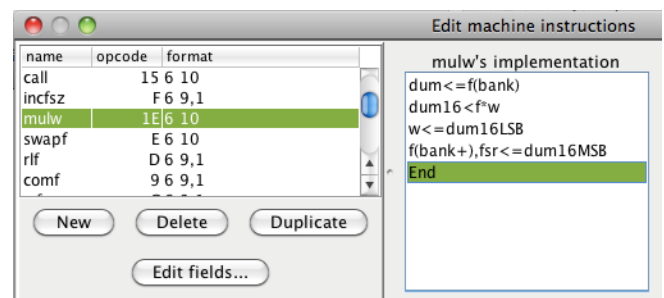 Edit machine instructions
name opcode format
call 15 6 10
incfsz F 6 9,1
mulw 1E 6 10
swapf E 6 10
rlf D 6 9,1
comf 9 6 9,1
New Delete Duplicate
Edit fields...
mulw's implementation
dum<=f(bank)
dum16<f*w
w<=dum16LSB
f(bank+),fsr<=dum16MSB
End